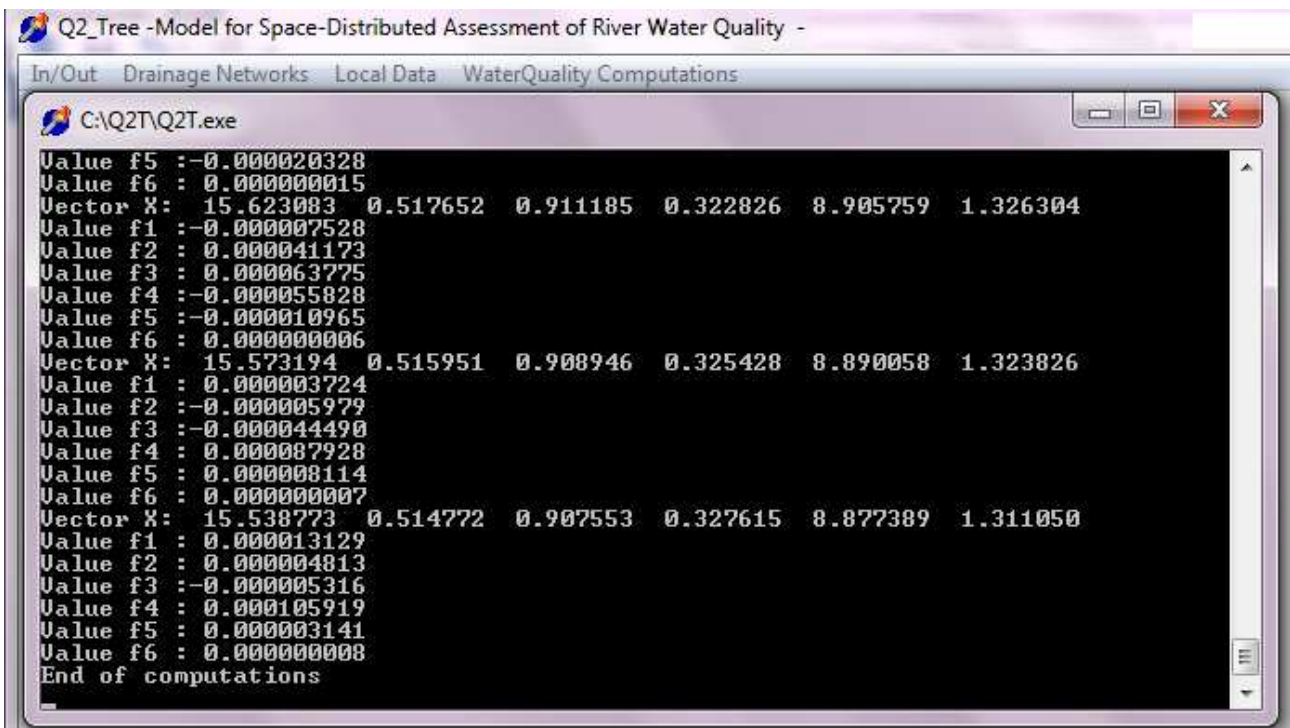 Q2_Tree -Model for Space-Distributed Assessment of River Water Quality -
In/Out Drainage Networks Local Data WaterQuality Computations
C:\Q2T\Q2T.exe
Value f5 :-0.000020328
Value f6 : 0.000000015
Vector X: 15.623083 0.517652 0.911185 0.322826 8.905759 1.326304
Value f1 :-0.000007528
Value f2 : 0.000041173
Value f3 : 0.000063775
Value f4 :-0.000055828
Value f5 :-0.000010965
Value f6 : 0.000000006
Vector X: 15.573194 0.515951 0.908946 0.325428 8.890058 1.323826
Value f1 : 0.000003724
Value f2 :-0.000005979
Value f3 :-0.000044490
Value f4 : 0.000087928
Value f5 : 0.000008114
Value f6 : 0.000000007
Vector X: 15.538773 0.514772 0.907553 0.327615 8.877389 1.311050
Value f1 : 0.000013129
Value f2 : 0.000004813
Value f3 :-0.000005316
Value f4 : 0.000105919
Value f5 : 0.000003141
Value f6 : 0.000000008
End of computations